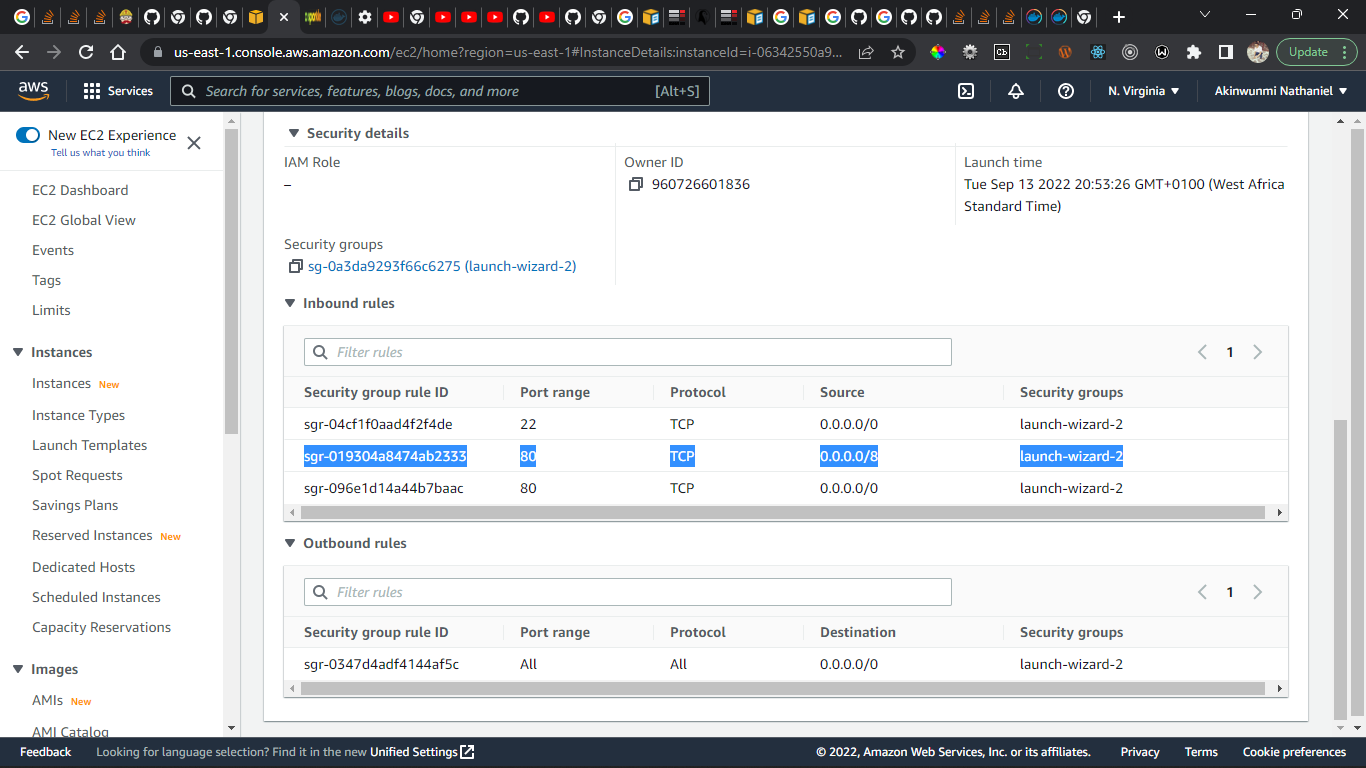 us-east-1.console.aws.amazon.com/ec2/home?region=us-east-1#InstanceDetails:instanceId=i-06342550a9...
Update
aws
Services
Search for services, features, blogs, docs, and more
[Alt+S]
N. Virginia
Akinwunmi Nathaniel
New EC2 Experience
Tell us what you think
EC2 Dashboard
EC2 Global View
Events
Tags
Limits
Instances
Instances New
Instance Types
Launch Templates
Spot Requests
Savings Plans
Reserved Instances New
Dedicated Hosts
Scheduled Instances
Capacity Reservations
Images
AMIs New
AMI Catalog
Security details
IAM Role
–
Owner ID
960726601836
Launch time
Tue Sep 13 2022 20:53:26 GMT+0100 (West Africa
Standard Time)
Security groups
sg-0a3da9293f66c6275 (launch-wizard-2)
Inbound rules
Filter rules
1
Security group rule ID Port range Protocol Source Security groups
sgr-04cf1f0aad4f2f4de 22 TCP 0.0.0.0/0 launch-wizard-2
sgr-019304a8474ab2333 80 TCP 0.0.0.0/8 launch-wizard-2
sgr-096e1d14a44b7baac 80 TCP 0.0.0.0/0 launch-wizard-2
Outbound rules
Filter rules
1
Security group rule ID Port range Protocol Destination Security groups
sgr-0347d4adf4144af5c All All 0.0.0.0/0 launch-wizard-2
Feedback
Looking for language selection? Find it in the new Unified Settings
© 2022, Amazon Web Services, Inc. or its affiliates.
Privacy
Terms
Cookie preferences